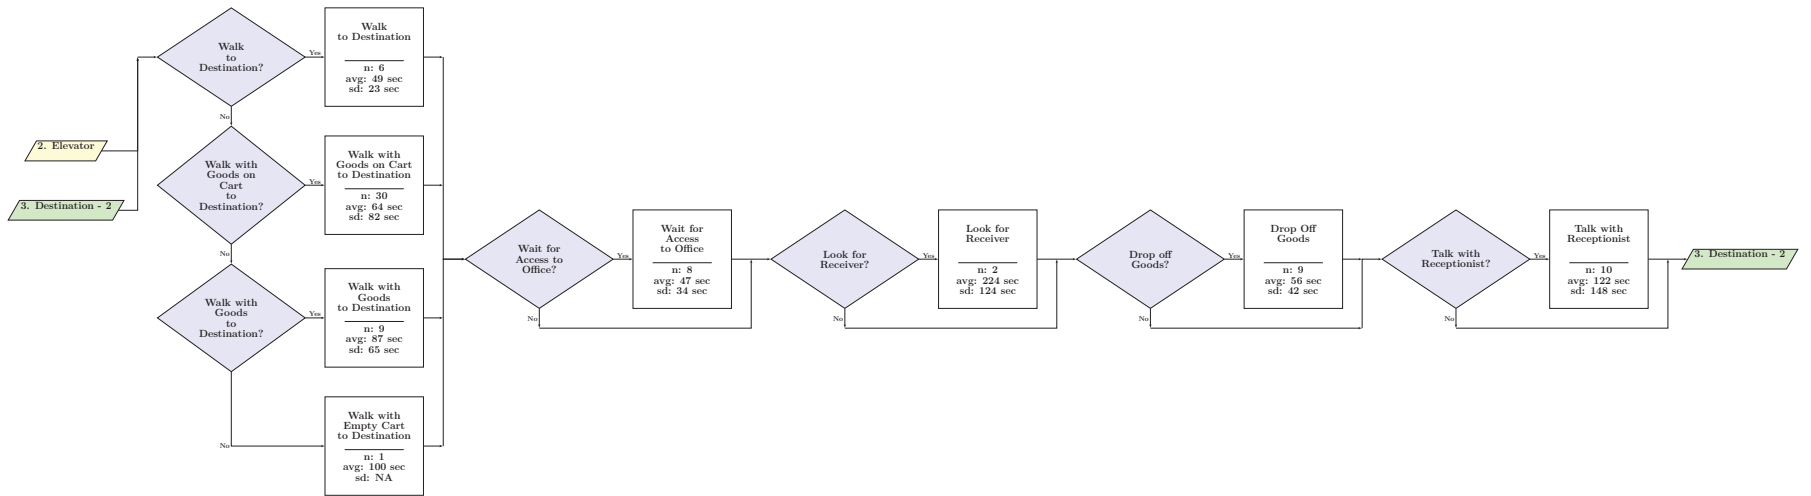 Walk
to
Destination?
Yes
Walk
to Destination
n: 6
avg: 49 sec
sd: 23 sec
No
2. Elevator
3. Destination - 2
Walk with
Goods on
Cart
to
Destination?
Yes
Walk with
Goods on Cart
to Destination
n: 30
avg: 64 sec
sd: 82 sec
No
Walk with
Goods
to
Destination?
Yes
Walk with
Goods
to Destination
n: 9
avg: 87 sec
sd: 65 sec
No
Walk with
Empty Cart
to Destination
n: 1
avg: 100 sec
sd: NA
Wait for
Access to
Office?
Yes
No
Wait for
Access
to Office
n: 8
avg: 47 sec
sd: 34 sec
Look for
Receiver?
Yes
No
Look for
Receiver
n: 2
avg: 224 sec
sd: 124 sec
Drop off
Goods?
Yes
No
Drop Off
Goods
n: 9
avg: 56 sec
sd: 42 sec
Talk with
Receptionist?
Yes
No
Talk with
Receptionist
n: 10
avg: 122 sec
sd: 148 sec
3. Destination - 2